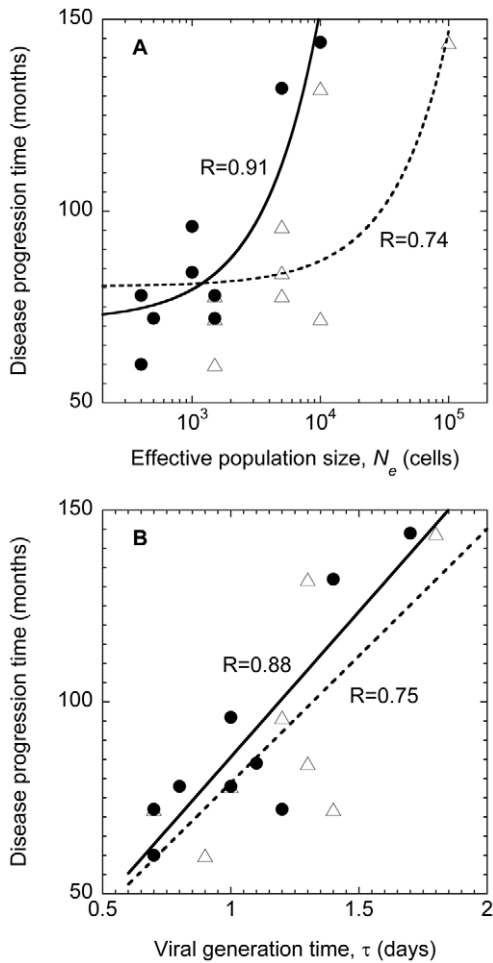 150
A
R=0.91
100
R=0.74
50
10³ 10⁴ 10⁵
Disease progression time (months)
Effective population size, Nₑ (cells)
150
B
R=0.88
R=0.75
100
50
0.5 1 1.5 2
Disease progression time (months)
Viral generation time, τ (days)